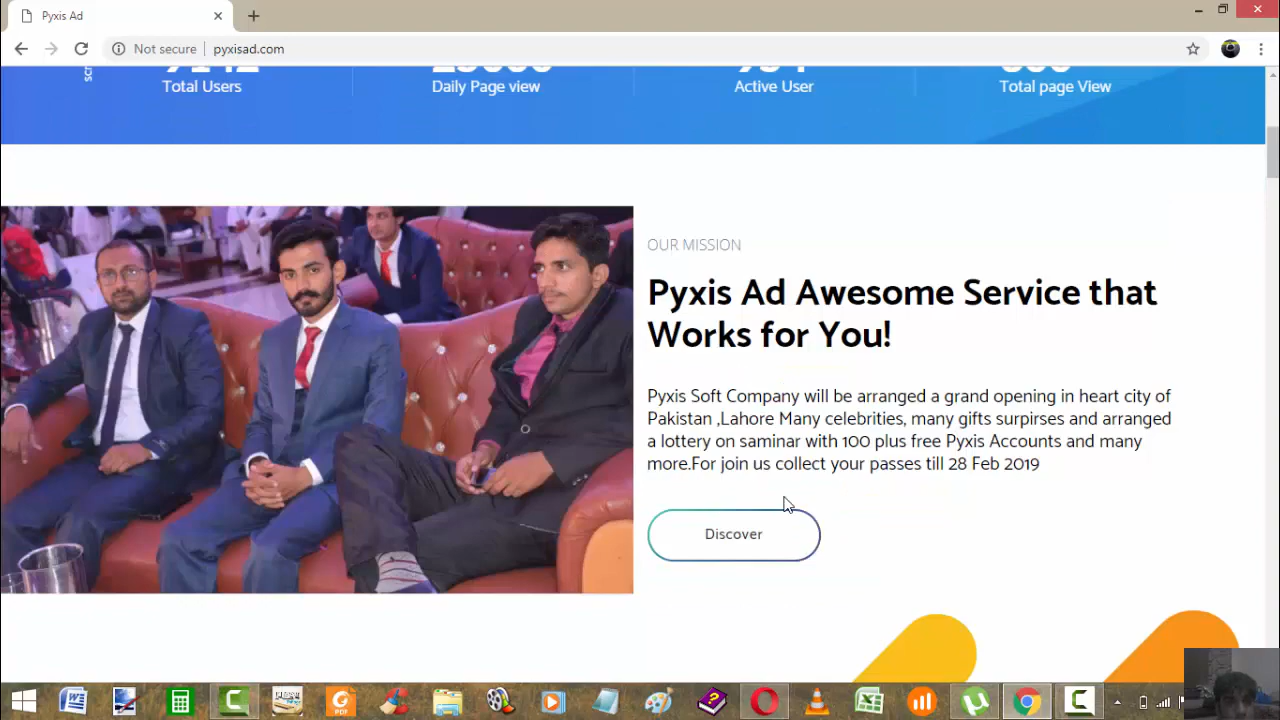 Pyxis Ad
Not secure
pyxisad.com
Total Users
Daily Page view
Active User
Total page View
OUR MISSION
Pyxis Ad Awesome Service that
Works for You!
Pyxis Soft Company will be arranged a grand opening in heart city of
Pakistan ,Lahore Many celebrities, many gifts surpirses and arranged
a lottery on saminar with 100 plus free Pyxis Accounts and many
more.For join us collect your passes till 28 Feb 2019
Discover